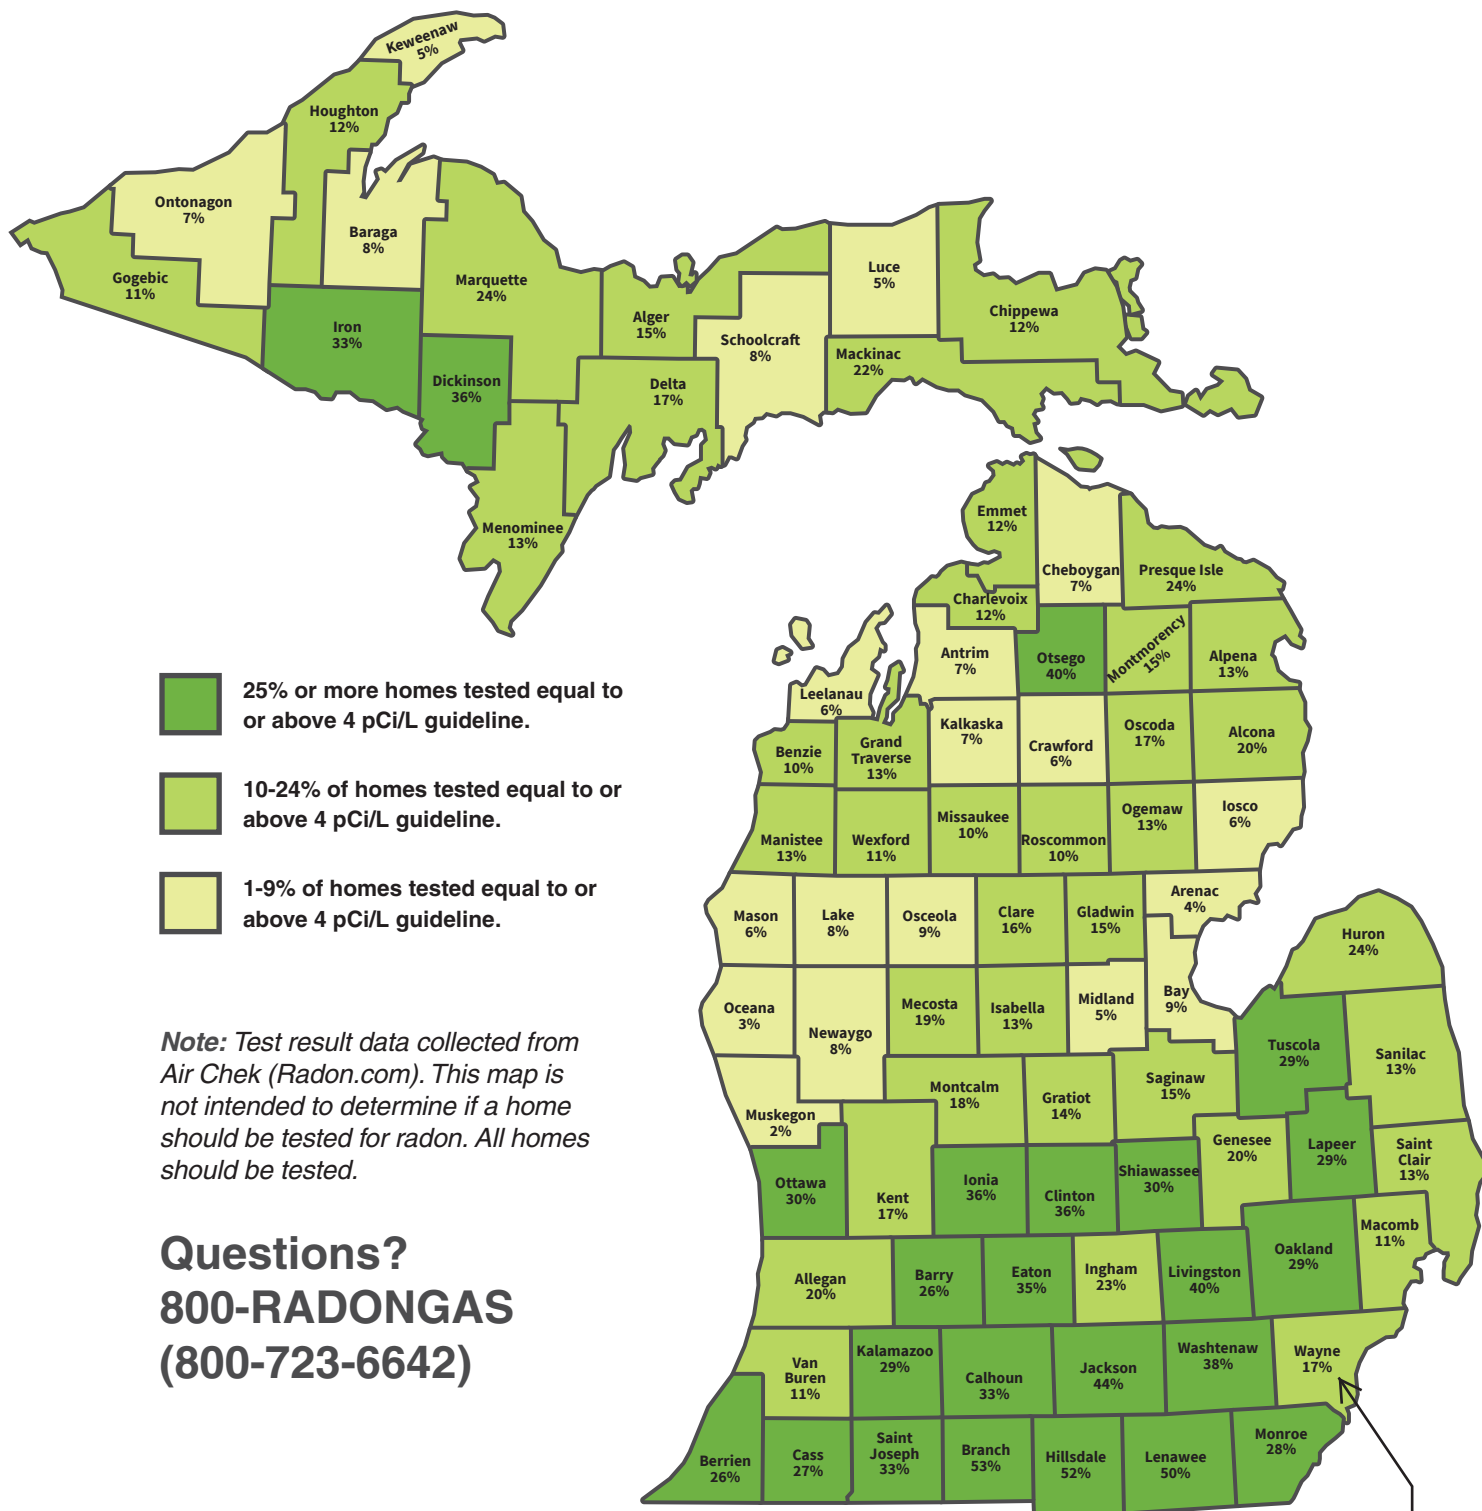 Keweenaw
5%
Houghton
12%
Ontonagon
7%
Baraga
8%
Gogebic
11%
Marquette
24%
Iron
33%
Dickinson
36%
Alger
15%
Delta
17%
Schoolcraft
8%
Luce
5%
Mackinac
22%
Chippewa
12%
Menominee
13%
Emmet
12%
Cheboygan
7%
Presque Isle
24%
Charlevoix
12%
Antrim
7%
Otsego
40%
Montmorency
15%
Alpena
13%
Leelanau
6%
Benzie
10%
Grand
Traverse
13%
Kalkaska
7%
Crawford
6%
Oscoda
17%
Alcona
20%
Manistee
13%
Wexford
11%
Missaukee
10%
Roscommon
10%
Ogemaw
13%
Iosco
6%
Mason
6%
Lake
8%
Osceola
9%
Clare
16%
Gladwin
15%
Arenac
4%
Huron
24%
Oceana
3%
Newaygo
8%
Mecosta
19%
Isabella
13%
Midland
5%
Bay
9%
Tuscola
29%
Sanilac
13%
Muskegon
2%
Montcalm
18%
Gratiot
14%
Saginaw
15%
Genesee
20%
Lapeer
29%
Saint
Clair
13%
Ottawa
30%
Kent
17%
Ionia
36%
Clinton
36%
Shiawassee
30%
Allegan
20%
Barry
26%
Eaton
35%
Ingham
23%
Livingston
40%
Oakland
29%
Macomb
11%
Van
Buren
11%
Kalamazoo
29%
Calhoun
33%
Jackson
44%
Washtenaw
38%
Wayne
17%
Berrien
26%
Cass
27%
Saint
Joseph
33%
Branch
53%
Hillsdale
52%
Lenawee
50%
Monroe
28%
25% or more homes tested equal to
or above 4 pCi/L guideline.
10-24% of homes tested equal to or
above 4 pCi/L guideline.
1-9% of homes tested equal to or
above 4 pCi/L guideline.
Note: Test result data collected from
Air Chek (Radon.com). This map is
not intended to determine if a home
should be tested for radon. All homes
should be tested.
Questions?
800-RADONGAS
(800-723-6642)